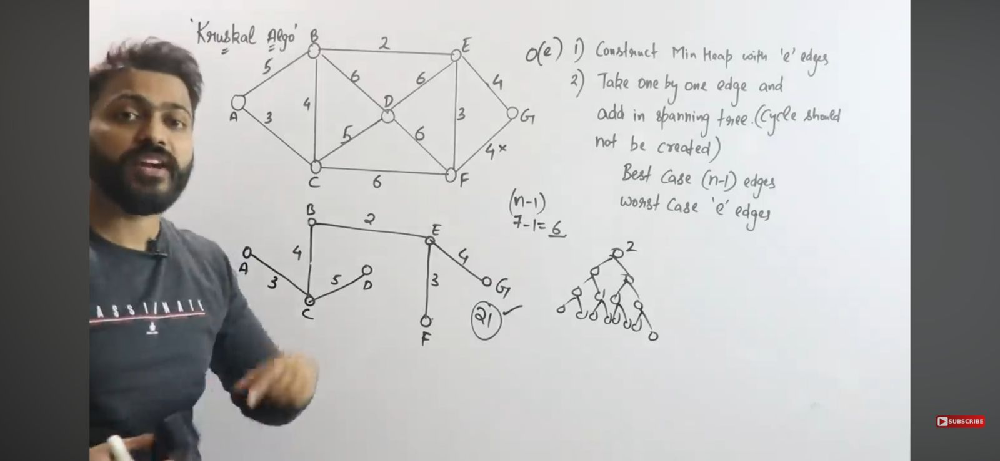 'Kruskal Algo'
B
2
E
5
6
6
4
4
D
A
3
3
G
5
6
4×
C
6
F
O(e) 1) Construct Min Heap with 'e' edges
2) Take one by one edge and
add in spanning tree. (Cycle should
not be created)
Best Case (n-1) edges
Worst Case 'e' edges
(n-1)
7-1=6
B
2
E
4
4
A
3
5
D
3
G
C
21 ✓
F
2
ASSI/NATE
SUBSCRIBE